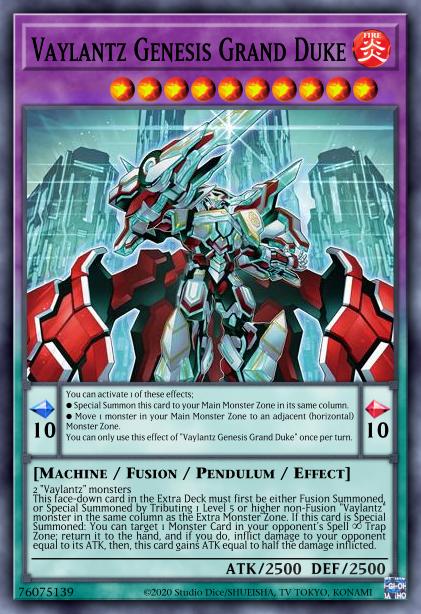 Vaylantz Genesis Grand Duke
FIRE
炎
You can activate 1 of these effects;
● Special Summon this card to your Main Monster Zone in its same column.
● Move 1 monster in your Main Monster Zone to an adjacent (horizontal)
Monster Zone.
You can only use this effect of "Vaylantz Genesis Grand Duke" once per turn.
10
10
[Machine / Fusion / Pendulum / Effect]
2 "Vaylantz" monsters
This face-down card in the Extra Deck must first be either Fusion Summoned,
or Special Summoned by Tributing 1 Level 5 or higher non-Fusion "Vaylantz"
monster in the same column as the Extra Monster Zone. If this card is Special
Summoned: You can target 1 Monster Card in your opponent's Spell & Trap
Zone; return it to the hand, and if you do, inflict damage to your opponent
equal to its ATK, then, this card gains ATK equal to half the damage inflicted.
ATK/2500 DEF/2500
76075139
©2020 Studio Dice/SHUEISHA, TV TOKYO, KONAMI